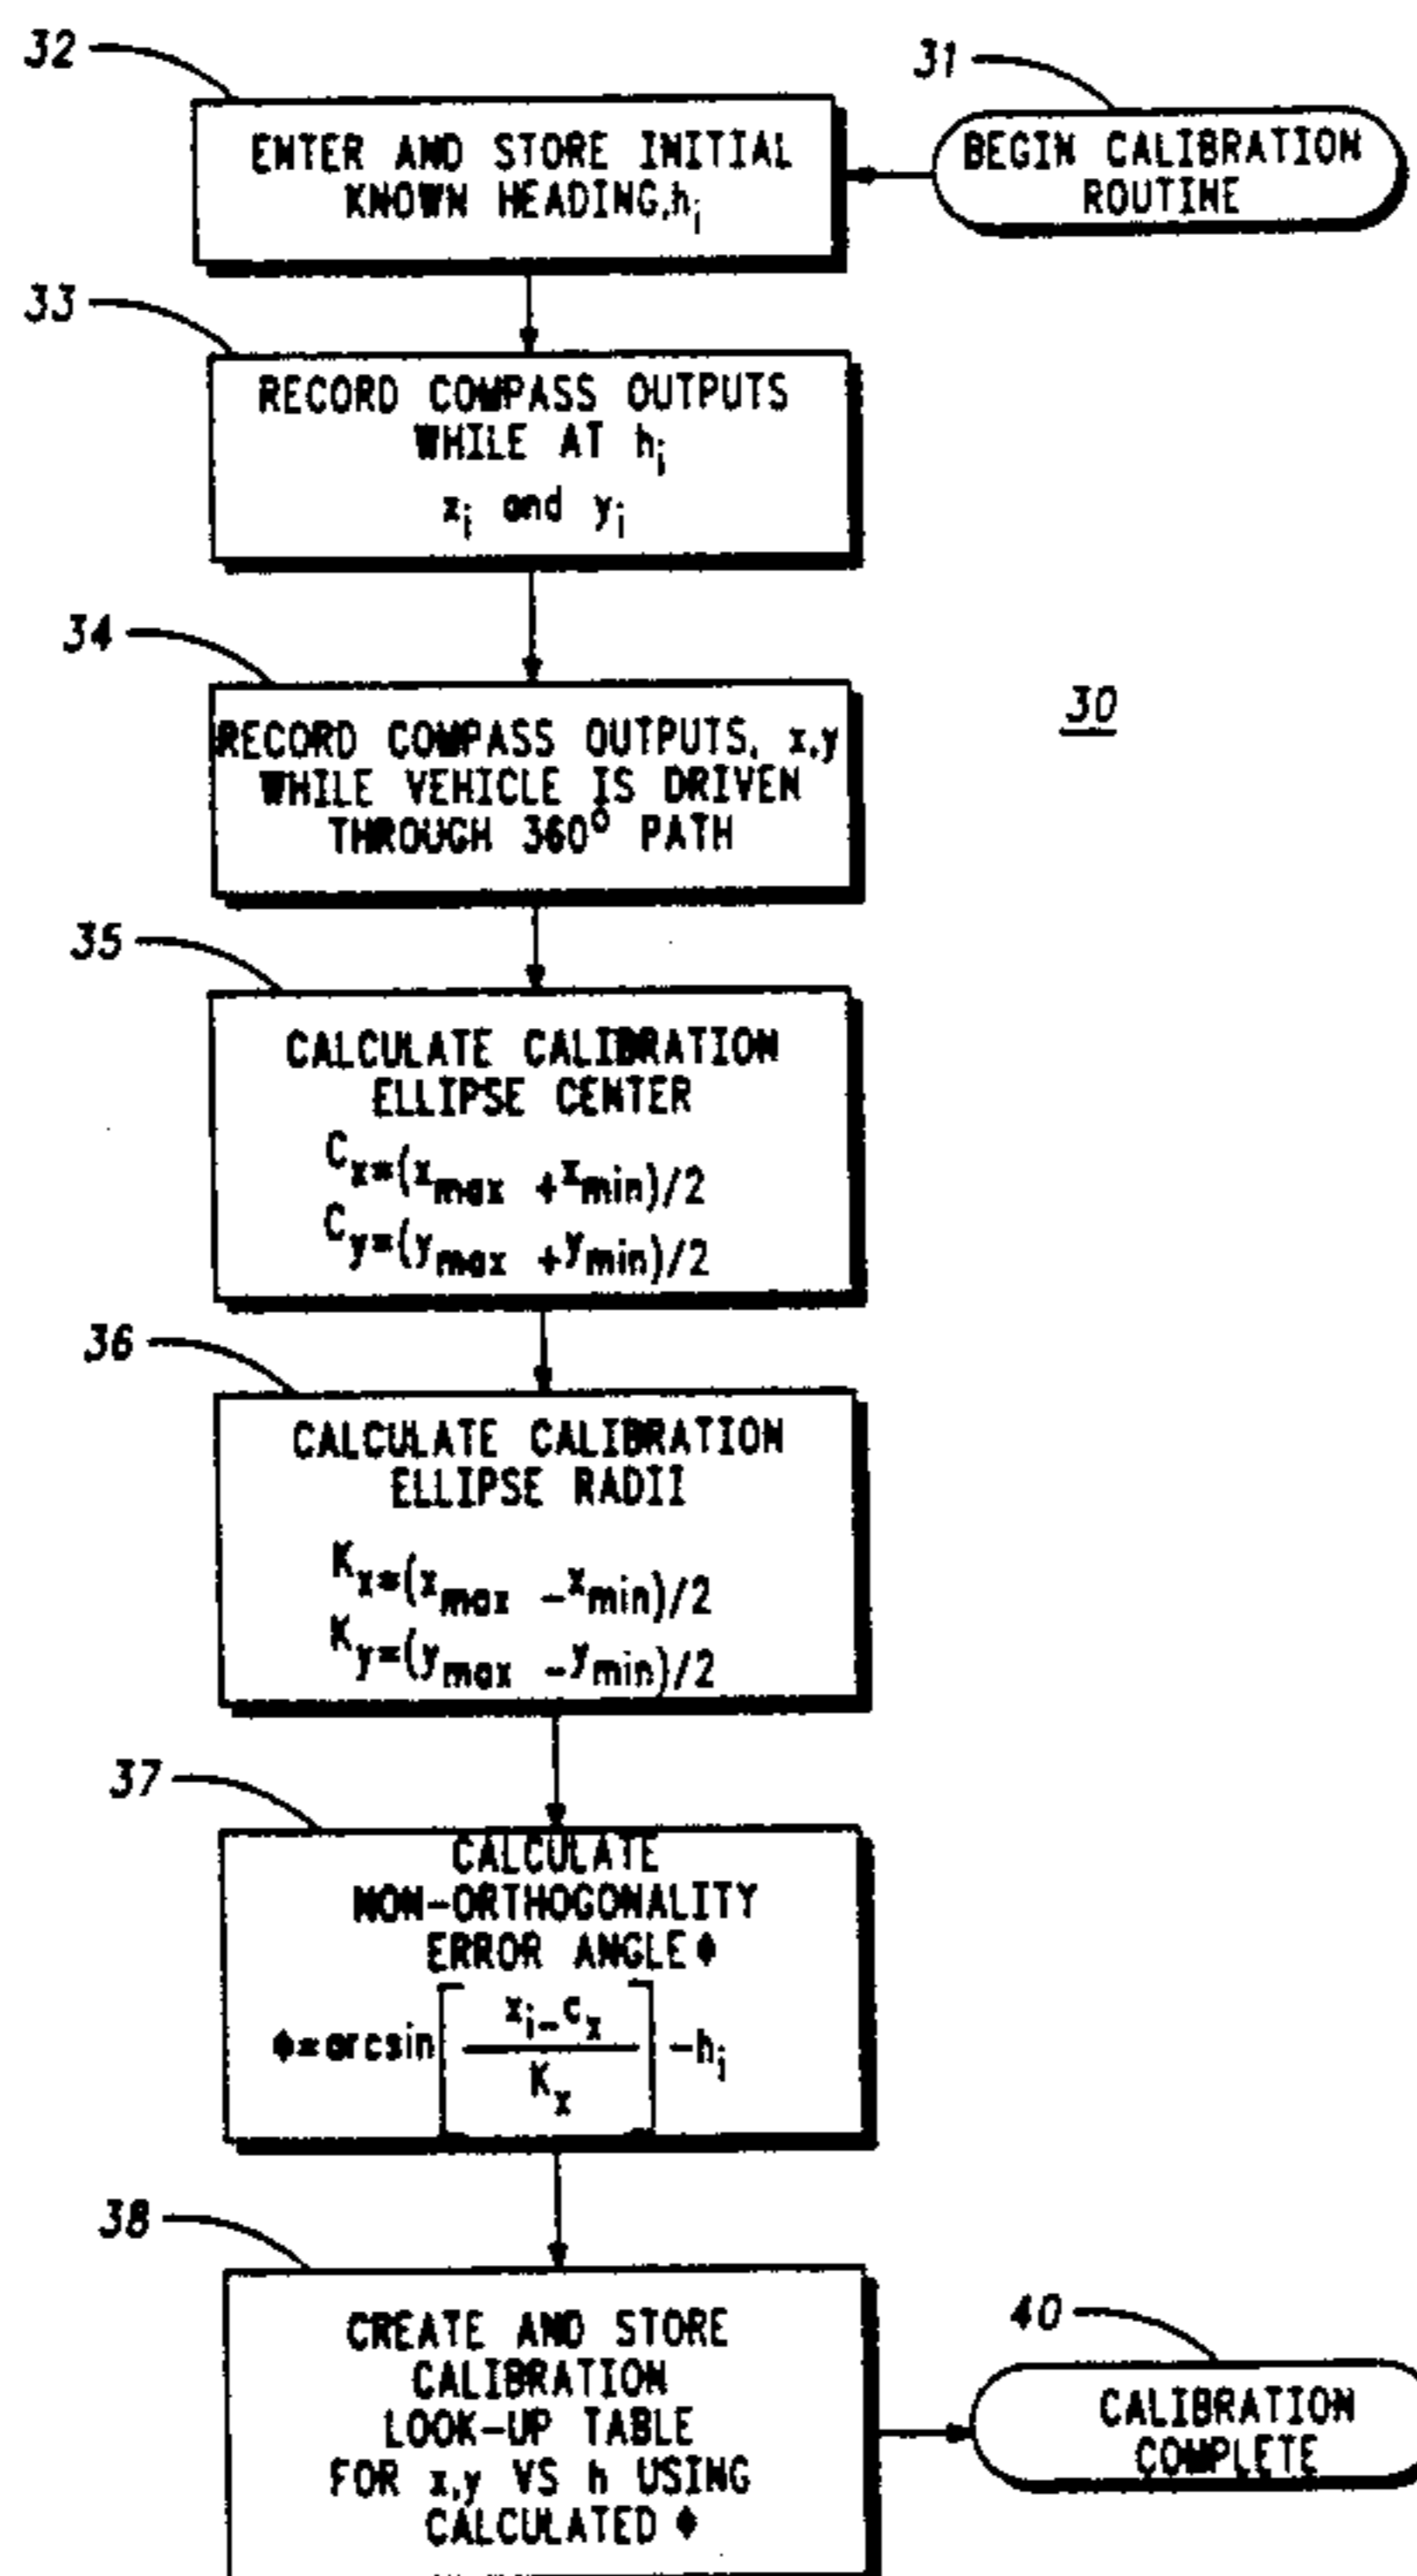 31
BEGIN CALIBRATION
ROUTINE
32
ENTER AND STORE INITIAL
KNOWN HEADING, hi
33
RECORD COMPASS OUTPUTS
WHILE AT hi
xi and yi
34
RECORD COMPASS OUTPUTS, x,y
WHILE VEHICLE IS DRIVEN
THROUGH 360° PATH
30
35
CALCULATE CALIBRATION
ELLIPSE CENTER
Cx=(xmax +xmin)/2
Cy=(ymax +ymin)/2
36
CALCULATE CALIBRATION
ELLIPSE RADII
Kx=(xmax -xmin)/2
Ky=(ymax -ymin)/2
37
CALCULATE
NON-ORTHOGONALITY
ERROR ANGLE Φ
Φ=arcsin[(xi-cx)/Kx] -hi
38
CREATE AND STORE
CALIBRATION
LOOK-UP TABLE
FOR x,y VS h USING
CALCULATED Φ
40
CALIBRATION
COMPLETE